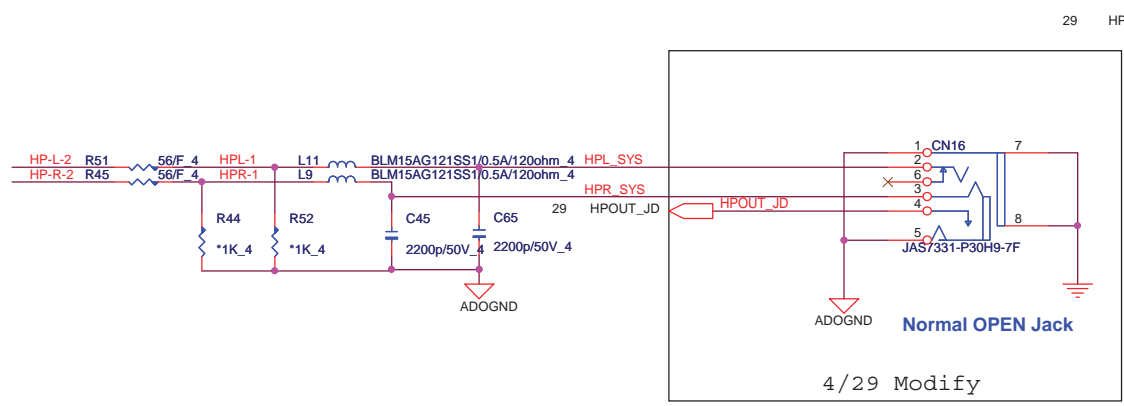 29 HP
HP-L-2 R51 56/F_4 HPL-1 L11 BLM15AG121SS1/0.5A/120ohm_4 HPL_SYS
HP-R-2 R45 56/F_4 HPR-1 L9 BLM15AG121SS1/0.5A/120ohm_4
1 CN16 7
2
6
HPR_SYS 3
29 HPOUT_JD HPOUT_JD 4
R44 R52 C45 C65
8
5
*1K_4 *1K_4 2200p/50V_4 2200p/50V_4
JAS7331-P30H9-7F
ADOGND
ADOGND
Normal OPEN Jack
4/29 Modify